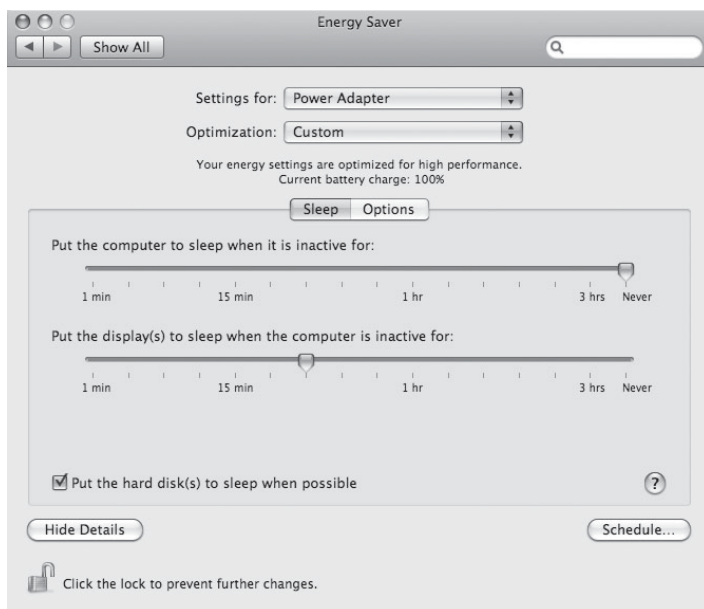 Energy Saver
Show All
Settings for: Power Adapter
Optimization: Custom
Your energy settings are optimized for high performance.
Current battery charge: 100%
Sleep Options
Put the computer to sleep when it is inactive for:
1 min 15 min 1 hr 3 hrs Never
Put the display(s) to sleep when the computer is inactive for:
1 min 15 min 1 hr 3 hrs Never
Put the hard disk(s) to sleep when possible ?
Hide Details Schedule...
Click the lock to prevent further changes.